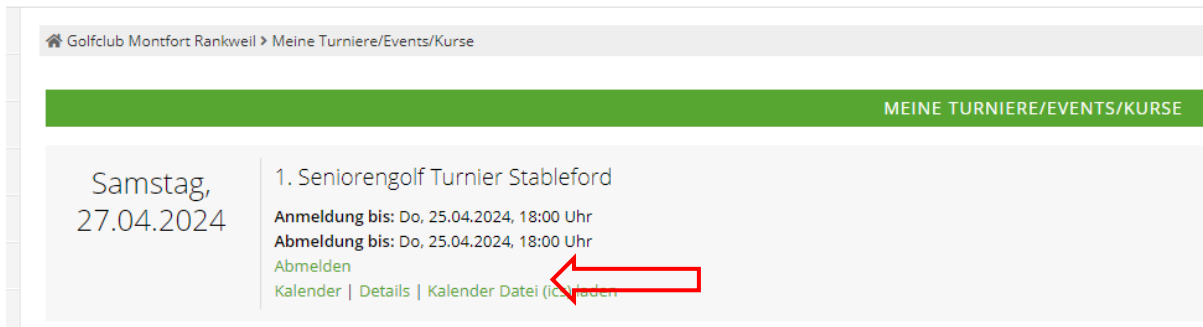 Golfclub Montfort Rankweil > Meine Turniere/Events/Kurse
MEINE TURNIERE/EVENTS/KURSE
Samstag,
27.04.2024
1. Seniorengolf Turnier Stableford
Anmeldung bis: Do, 25.04.2024, 18:00 Uhr
Abmeldung bis: Do, 25.04.2024, 18:00 Uhr
Abmelden
Kalender | Details | Kalender Datei (ics) laden